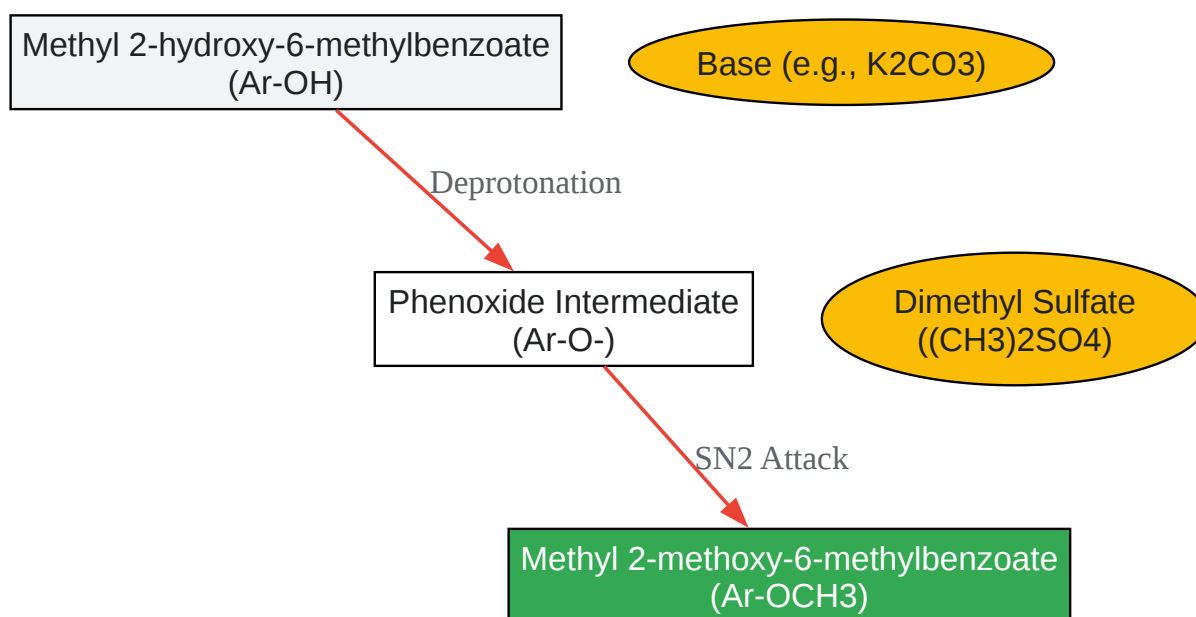 Methyl 2-hydroxy-6-methylbenzoate
(Ar-OH)
Base (e.g., K2CO3)
Deprotonation
Phenoxide Intermediate
(Ar-O-)
Dimethyl Sulfate
((CH3)2SO4)
SN2 Attack
Methyl 2-methoxy-6-methylbenzoate
(Ar-OCH3)